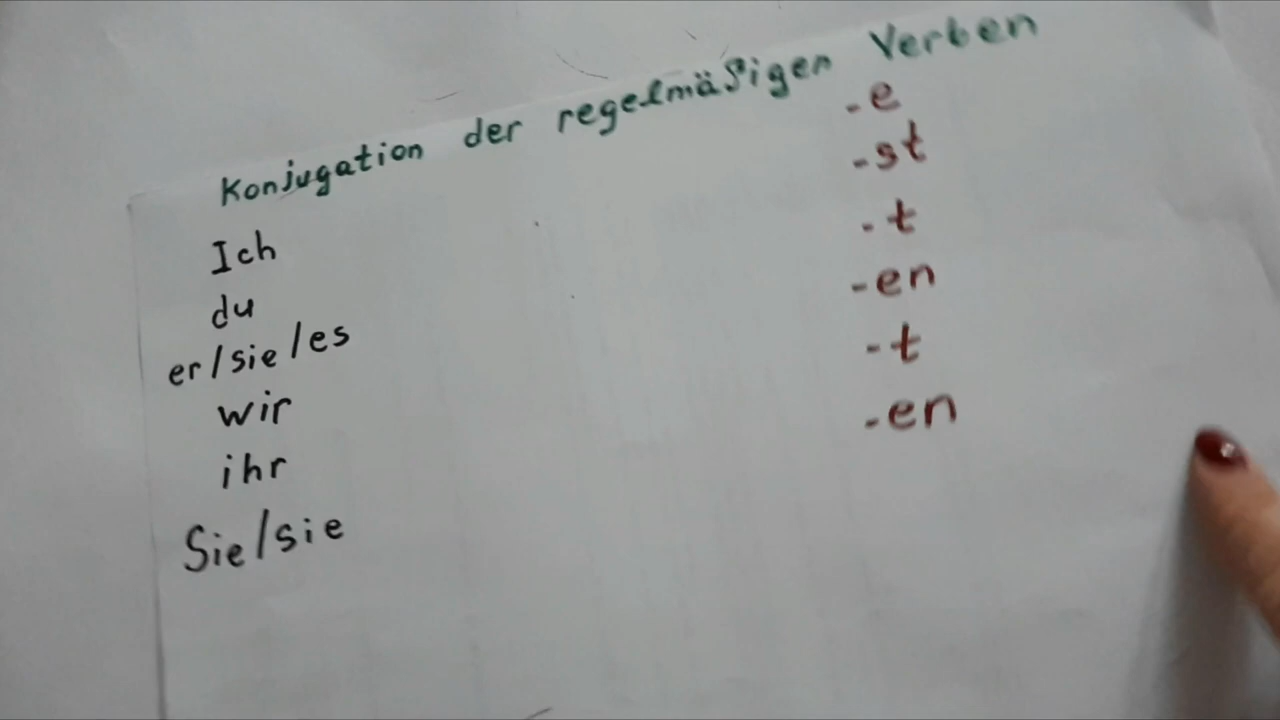 Konjugation der regelmäßigen Verben
Ich -e
du -st
er/sie/es -t
wir -en
ihr -t
Sie/sie -en